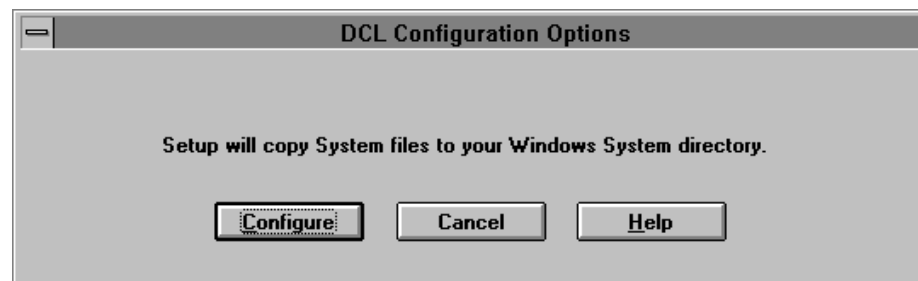 DCL Configuration Options
Setup will copy System files to your Windows System directory.
Configure Cancel Help